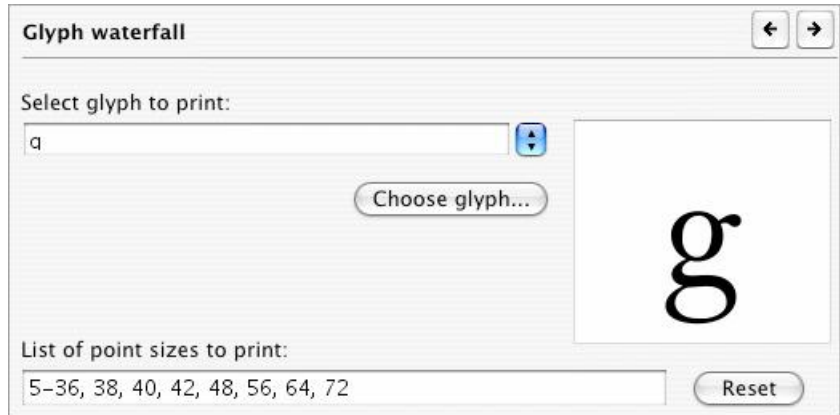 Glyph waterfall
Select glyph to print:
g
Choose glyph...
g
List of point sizes to print:
5–36, 38, 40, 42, 48, 56, 64, 72
Reset